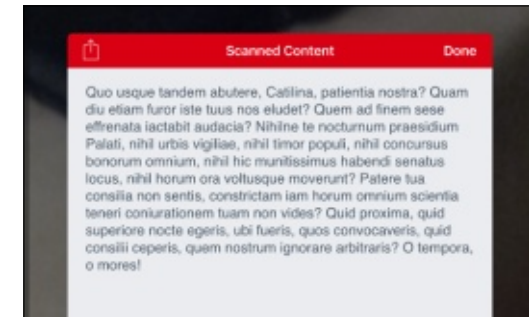 Scanned Content
Done
Quo usque tandem abutere, Catilina, patientia nostra? Quam
diu etiam furor iste tuus nos eludet? Quem ad finem sese
effrenata iactabit audacia? Nihilne te nocturnum praesidium
Palati, nihil urbis vigiliae, nihil timor populi, nihil concursus
bonorum omnium, nihil hic munitissimus habendi senatus
locus, nihil horum ora voltusque moverunt? Patere tua
consilia non sentis, constrictam iam horum omnium scientia
teneri coniurationem tuam non vides? Quid proxima, quid
superiore nocte egeris, ubi fueris, quos convocaveris, quid
consilii ceperis, quem nostrum ignorare arbitraris? O tempora,
o mores!